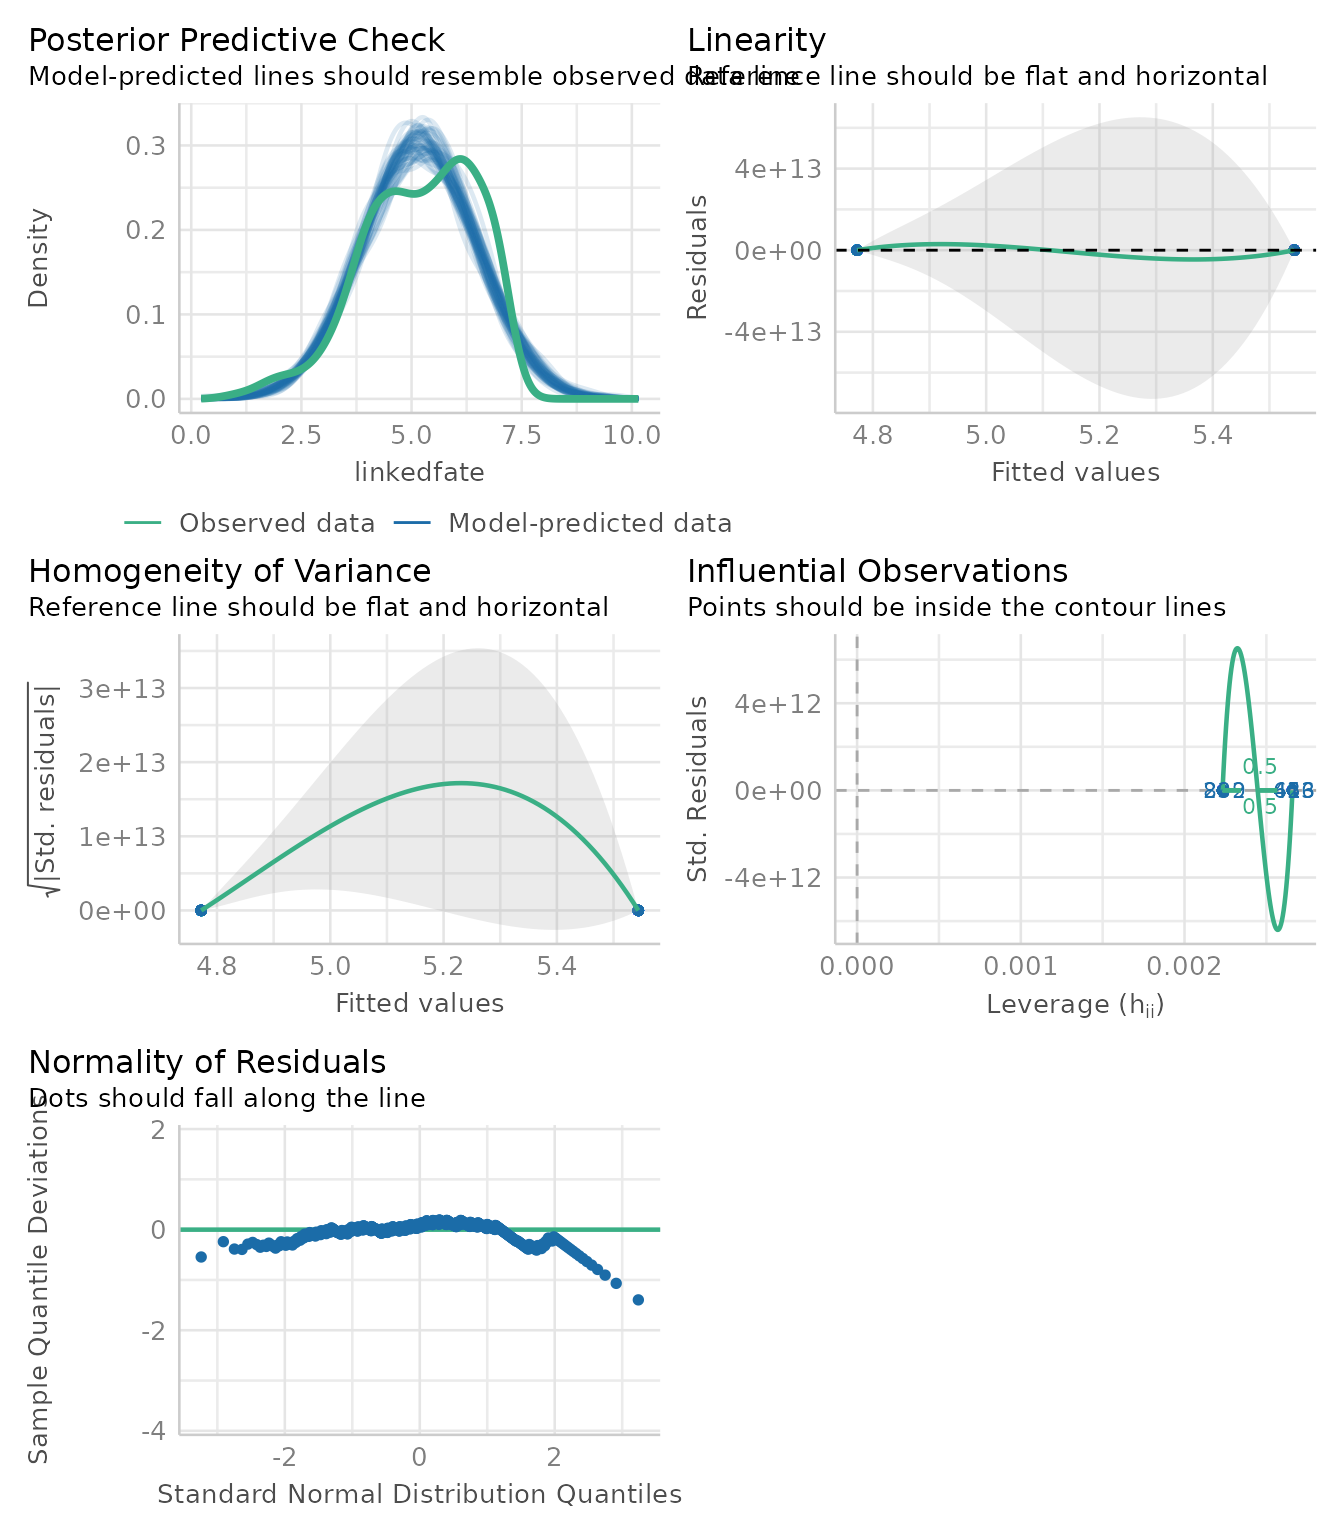 Posterior Predictive Check
Model-predicted lines should resemble observed data line
0.3
0.2
0.1
0.0
Density
0.0 2.5 5.0 7.5 10.0
linkedfate
Observed data Model-predicted data
Linearity
Reference line should be flat and horizontal
4e+13
0e+00
-4e+13
Residuals
4.8 5.0 5.2 5.4
Fitted values
Homogeneity of Variance
Reference line should be flat and horizontal
3e+13
2e+13
1e+13
0e+00
√|Std. residuals|
4.8 5.0 5.2 5.4
Fitted values
Influential Observations
Points should be inside the contour lines
4e+12
0e+00
-4e+12
Std. Residuals
0.5
0.5
0.000 0.001 0.002
Leverage (hii)
Normality of Residuals
Dots should fall along the line
2
0
-2
-4
Sample Quantile Deviations
-2 0 2
Standard Normal Distribution Quantiles